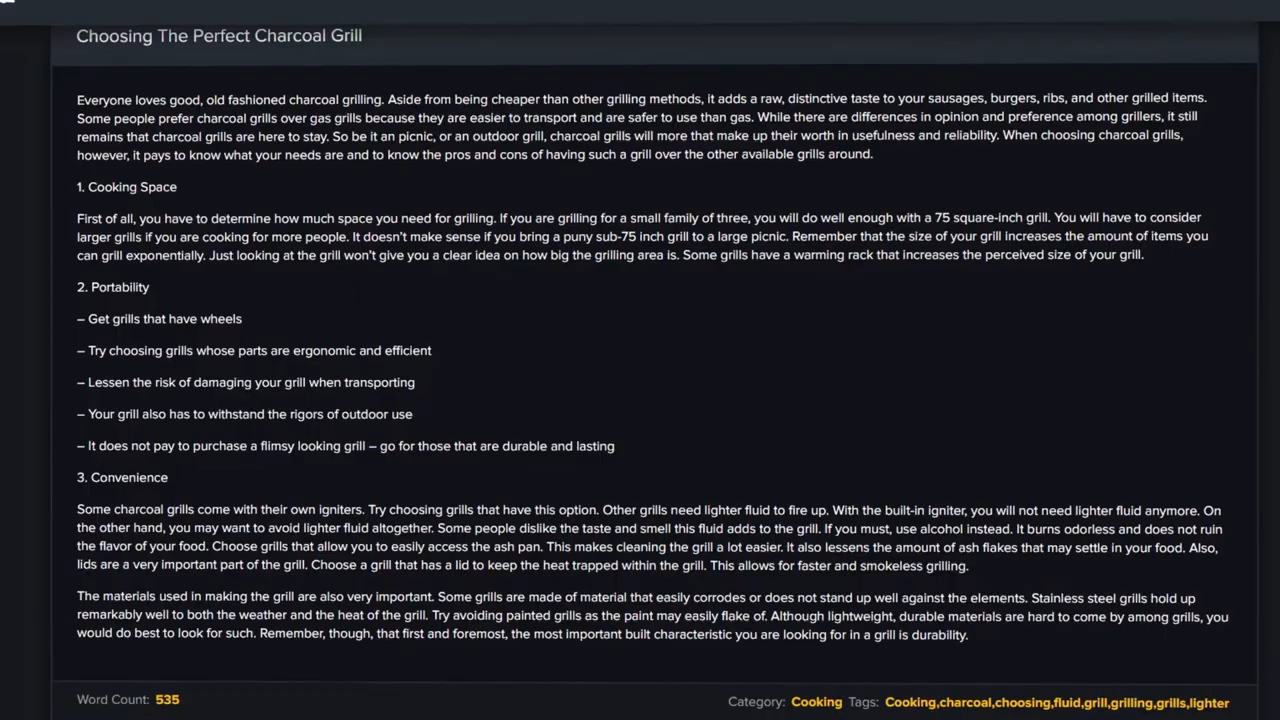 Choosing The Perfect Charcoal Grill
Everyone loves good, old fashioned charcoal grilling. Aside from being cheaper than other grilling methods, it adds a raw, distinctive taste to your sausages, burgers, ribs, and other grilled items.
Some people prefer charcoal grills over gas grills because they are easier to transport and are safer to use than gas. While there are differences in opinion and preference among grillers, it still
remains that charcoal grills are here to stay. So be it an picnic, or an outdoor grill, charcoal grills will more that make up their worth in usefulness and reliability. When choosing charcoal grills,
however, it pays to know what your needs are and to know the pros and cons of having such a grill over the other available grills around.
1. Cooking Space
First of all, you have to determine how much space you need for grilling. If you are grilling for a small family of three, you will do well enough with a 75 square-inch grill. You will have to consider
larger grills if you are cooking for more people. It doesn't make sense if you bring a puny sub-75 inch grill to a large picnic. Remember that the size of your grill increases the amount of items you
can grill exponentially. Just looking at the grill won't give you a clear idea on how big the grilling area is. Some grills have a warming rack that increases the perceived size of your grill.
2. Portability
– Get grills that have wheels
– Try choosing grills whose parts are ergonomic and efficient
– Lessen the risk of damaging your grill when transporting
– Your grill also has to withstand the rigors of outdoor use
– It does not pay to purchase a flimsy looking grill – go for those that are durable and lasting
3. Convenience
Some charcoal grills come with their own igniters. Try choosing grills that have this option. Other grills need lighter fluid to fire up. With the built-in igniter, you will not need lighter fluid anymore. On
the other hand, you may want to avoid lighter fluid altogether. Some people dislike the taste and smell this fluid adds to the grill. If you must, use alcohol instead. It burns odorless and does not ruin
the flavor of your food. Choose grills that allow you to easily access the ash pan. This makes cleaning the grill a lot easier. It also lessens the amount of ash flakes that may settle in your food. Also,
lids are a very important part of the grill. Choose a grill that has a lid to keep the heat trapped within the grill. This allows for faster and smokeless grilling.
The materials used in making the grill are also very important. Some grills are made of material that easily corrodes or does not stand up well against the elements. Stainless steel grills hold up
remarkably well to both the weather and the heat of the grill. Try avoiding painted grills as the paint may easily flake of. Although lightweight, durable materials are hard to come by among grills, you
would do best to look for such. Remember, though, that first and foremost, the most important built characteristic you are looking for in a grill is durability.
Word Count: 535
Category: Cooking Tags: Cooking,charcoal,choosing,fluid,grill,grilling,grills,lighter